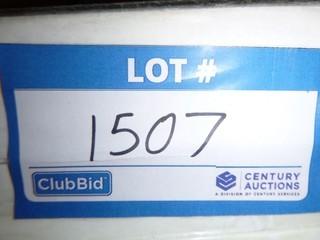 LOT #
1507
ClubBid
CENTURY
AUCTIONS
A DIVISION OF CENTURY SERVICES